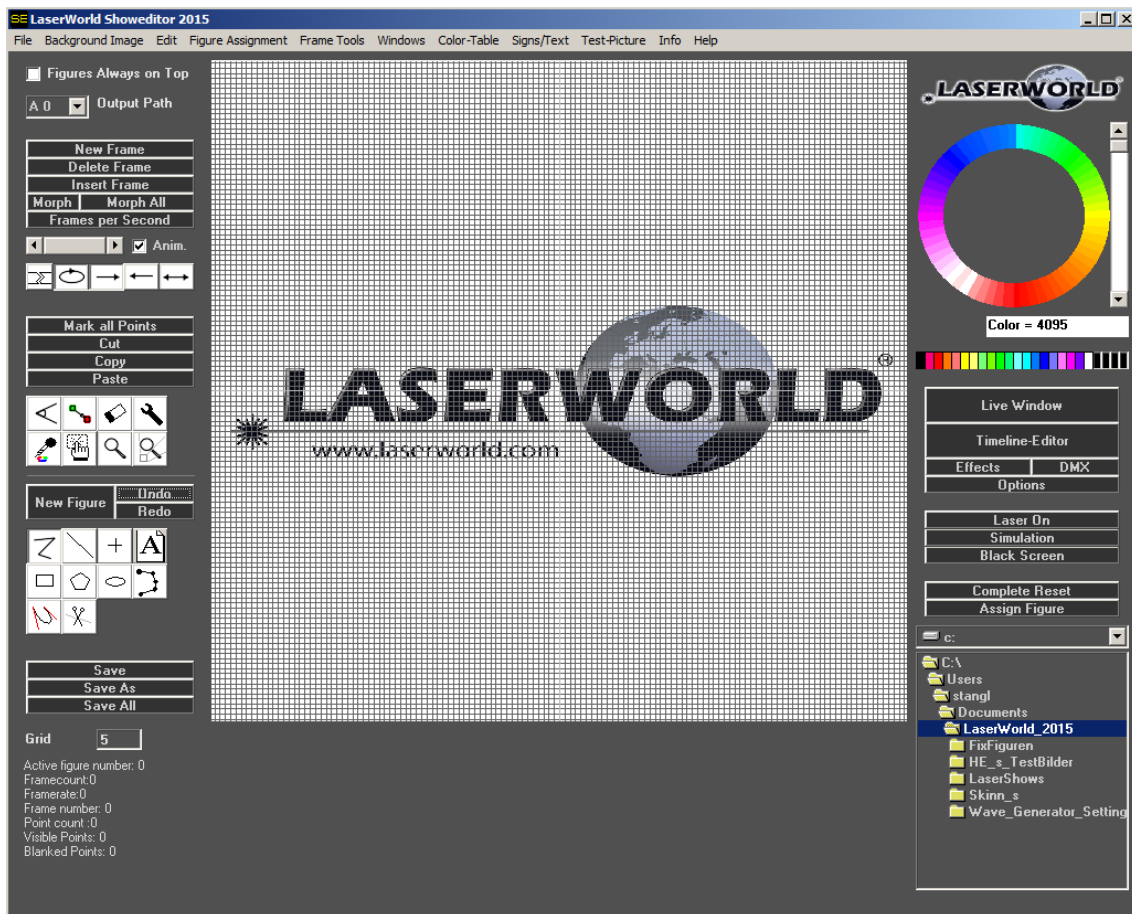 SE LaserWorld Showeditor 2015
File Background Image Edit Figure Assignment Frame Tools Windows Color-Table Signs/Text Test-Picture Info Help
Figures Always on Top
A 0 Output Path
New Frame
Delete Frame
Insert Frame
Morph Morph All
Frames per Second
Anim.
Mark all Points
Cut
Copy
Paste
New Figure Undo
Redo
A
Save
Save As
Save All
Grid 5
Active figure number: 0
Framecount:0
Framerate:0
Frame number: 0
Point count :0
Visible Points: 0
Blanked Points: 0
LASERWORLD ®
www.laserworld.com
LASERWORLD
Color = 4095
Live Window
Timeline-Editor
Effects DMX
Options
Laser On
Simulation
Black Screen
Complete Reset
Assign Figure
c:
C:\
Users
stangl
Documents
LaserWorld_2015
FixFiguren
HE_s_TestBilder
LaserShows
Skinn_s
Wave_Generator_Setting